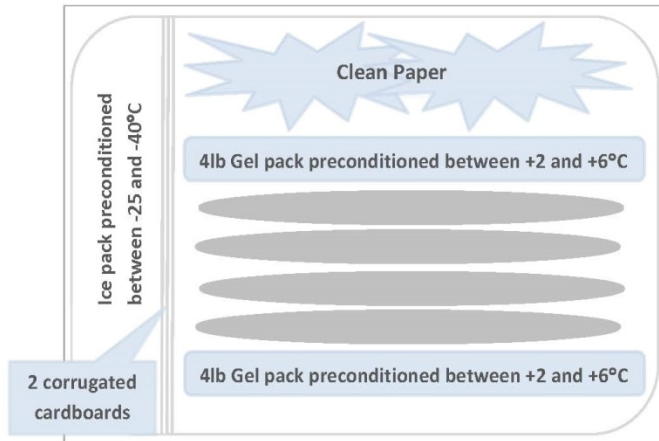 Clean Paper
Ice pack preconditioned
between -25 and -40°C
4lb Gel pack preconditioned between +2 and +6°C
4lb Gel pack preconditioned between +2 and +6°C
2 corrugated
cardboards